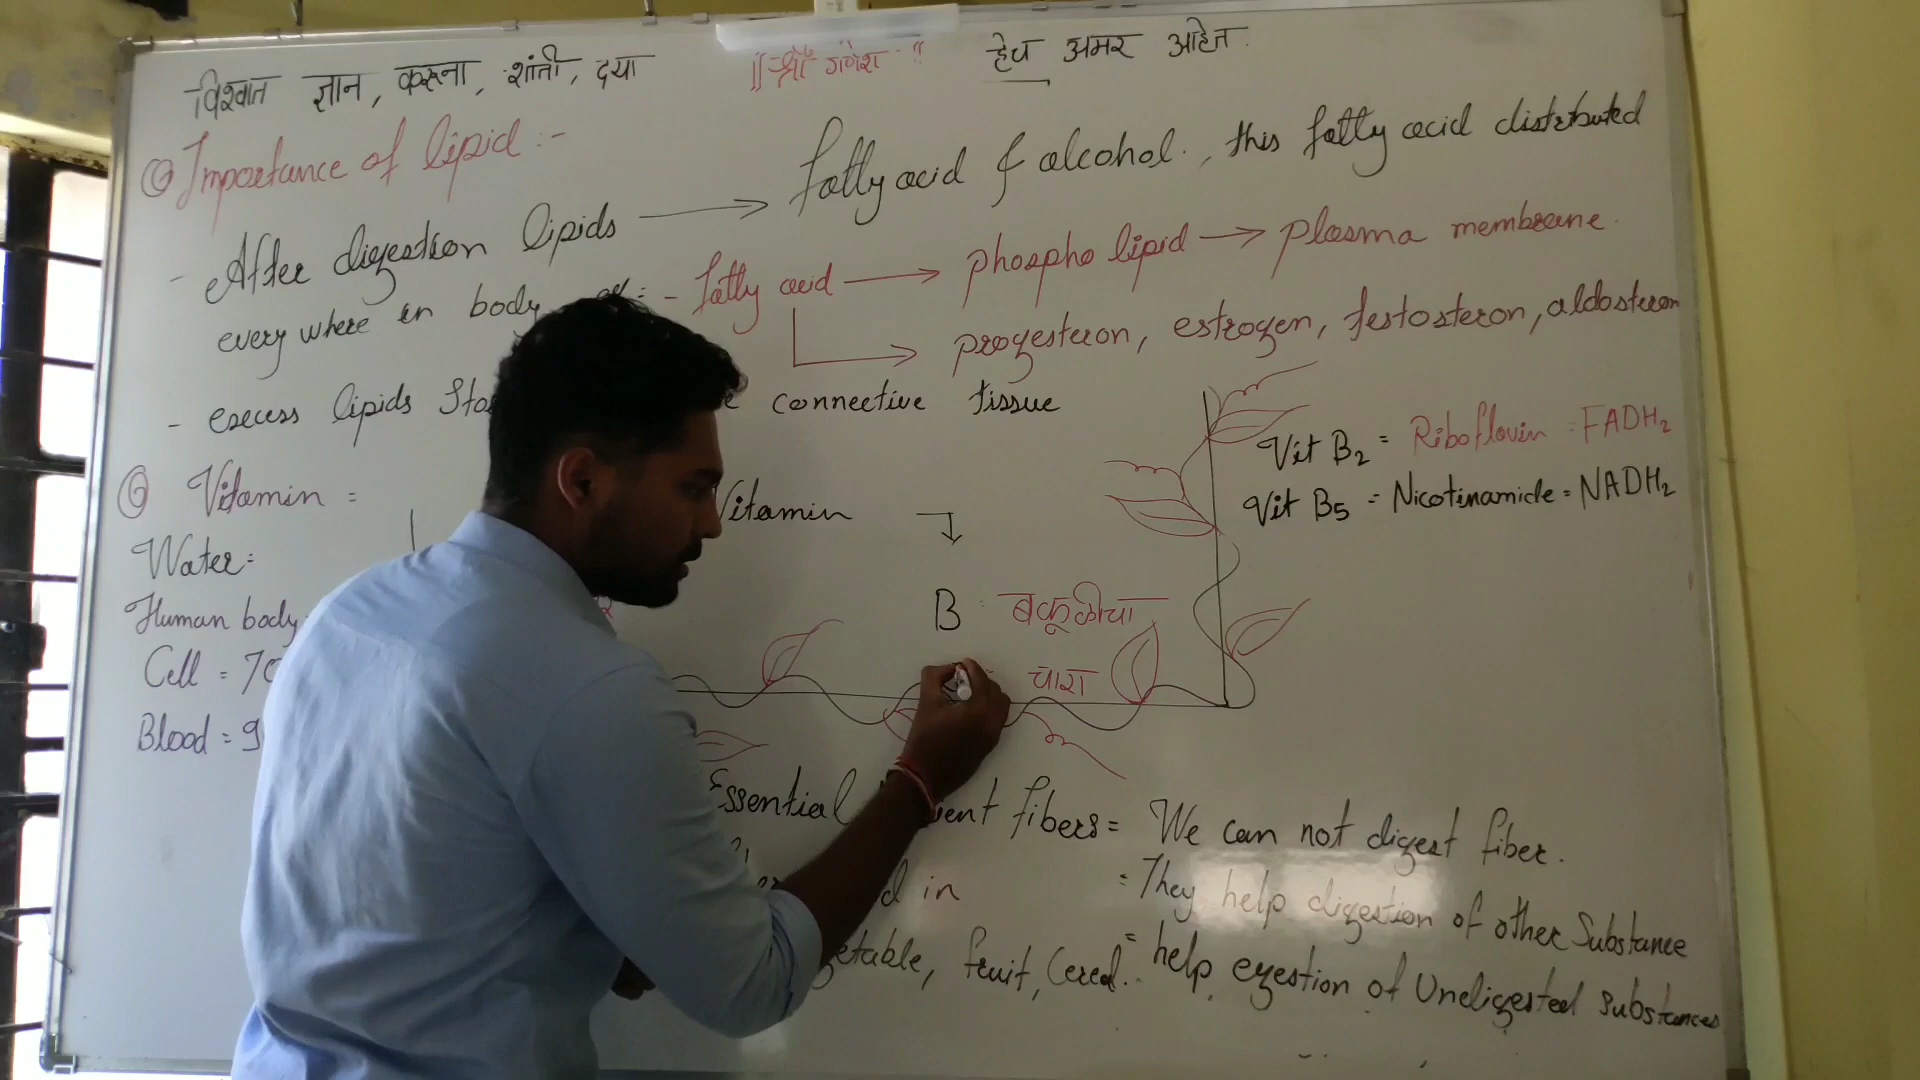 विश्वात ज्ञान, करूना, शांती, दया ॥श्री गणेश॥ हेच अमर आहेत.
Importance of lipid :-
- After digestion lipids → fatty acid & alcohol., this fatty acid distributed
every where in body :- fatty acid → phospho lipid → plasma membrane.
progesteron, estrogen, testosteron, aldosteron
- excess lipids connective tissue
Vitamin =
Vitamin
Vit B2 = Riboflavin = FADH2
Vit B5 = Nicotinamide = NADH2
Water:-
B बकूळीचा
चारा
Human body
Cell = 70
Blood = 9
Essential fibers = We can not digest fiber.
in = They help digestion of other Substance
fruit, Cereal.. = help egestion of Undigested substances